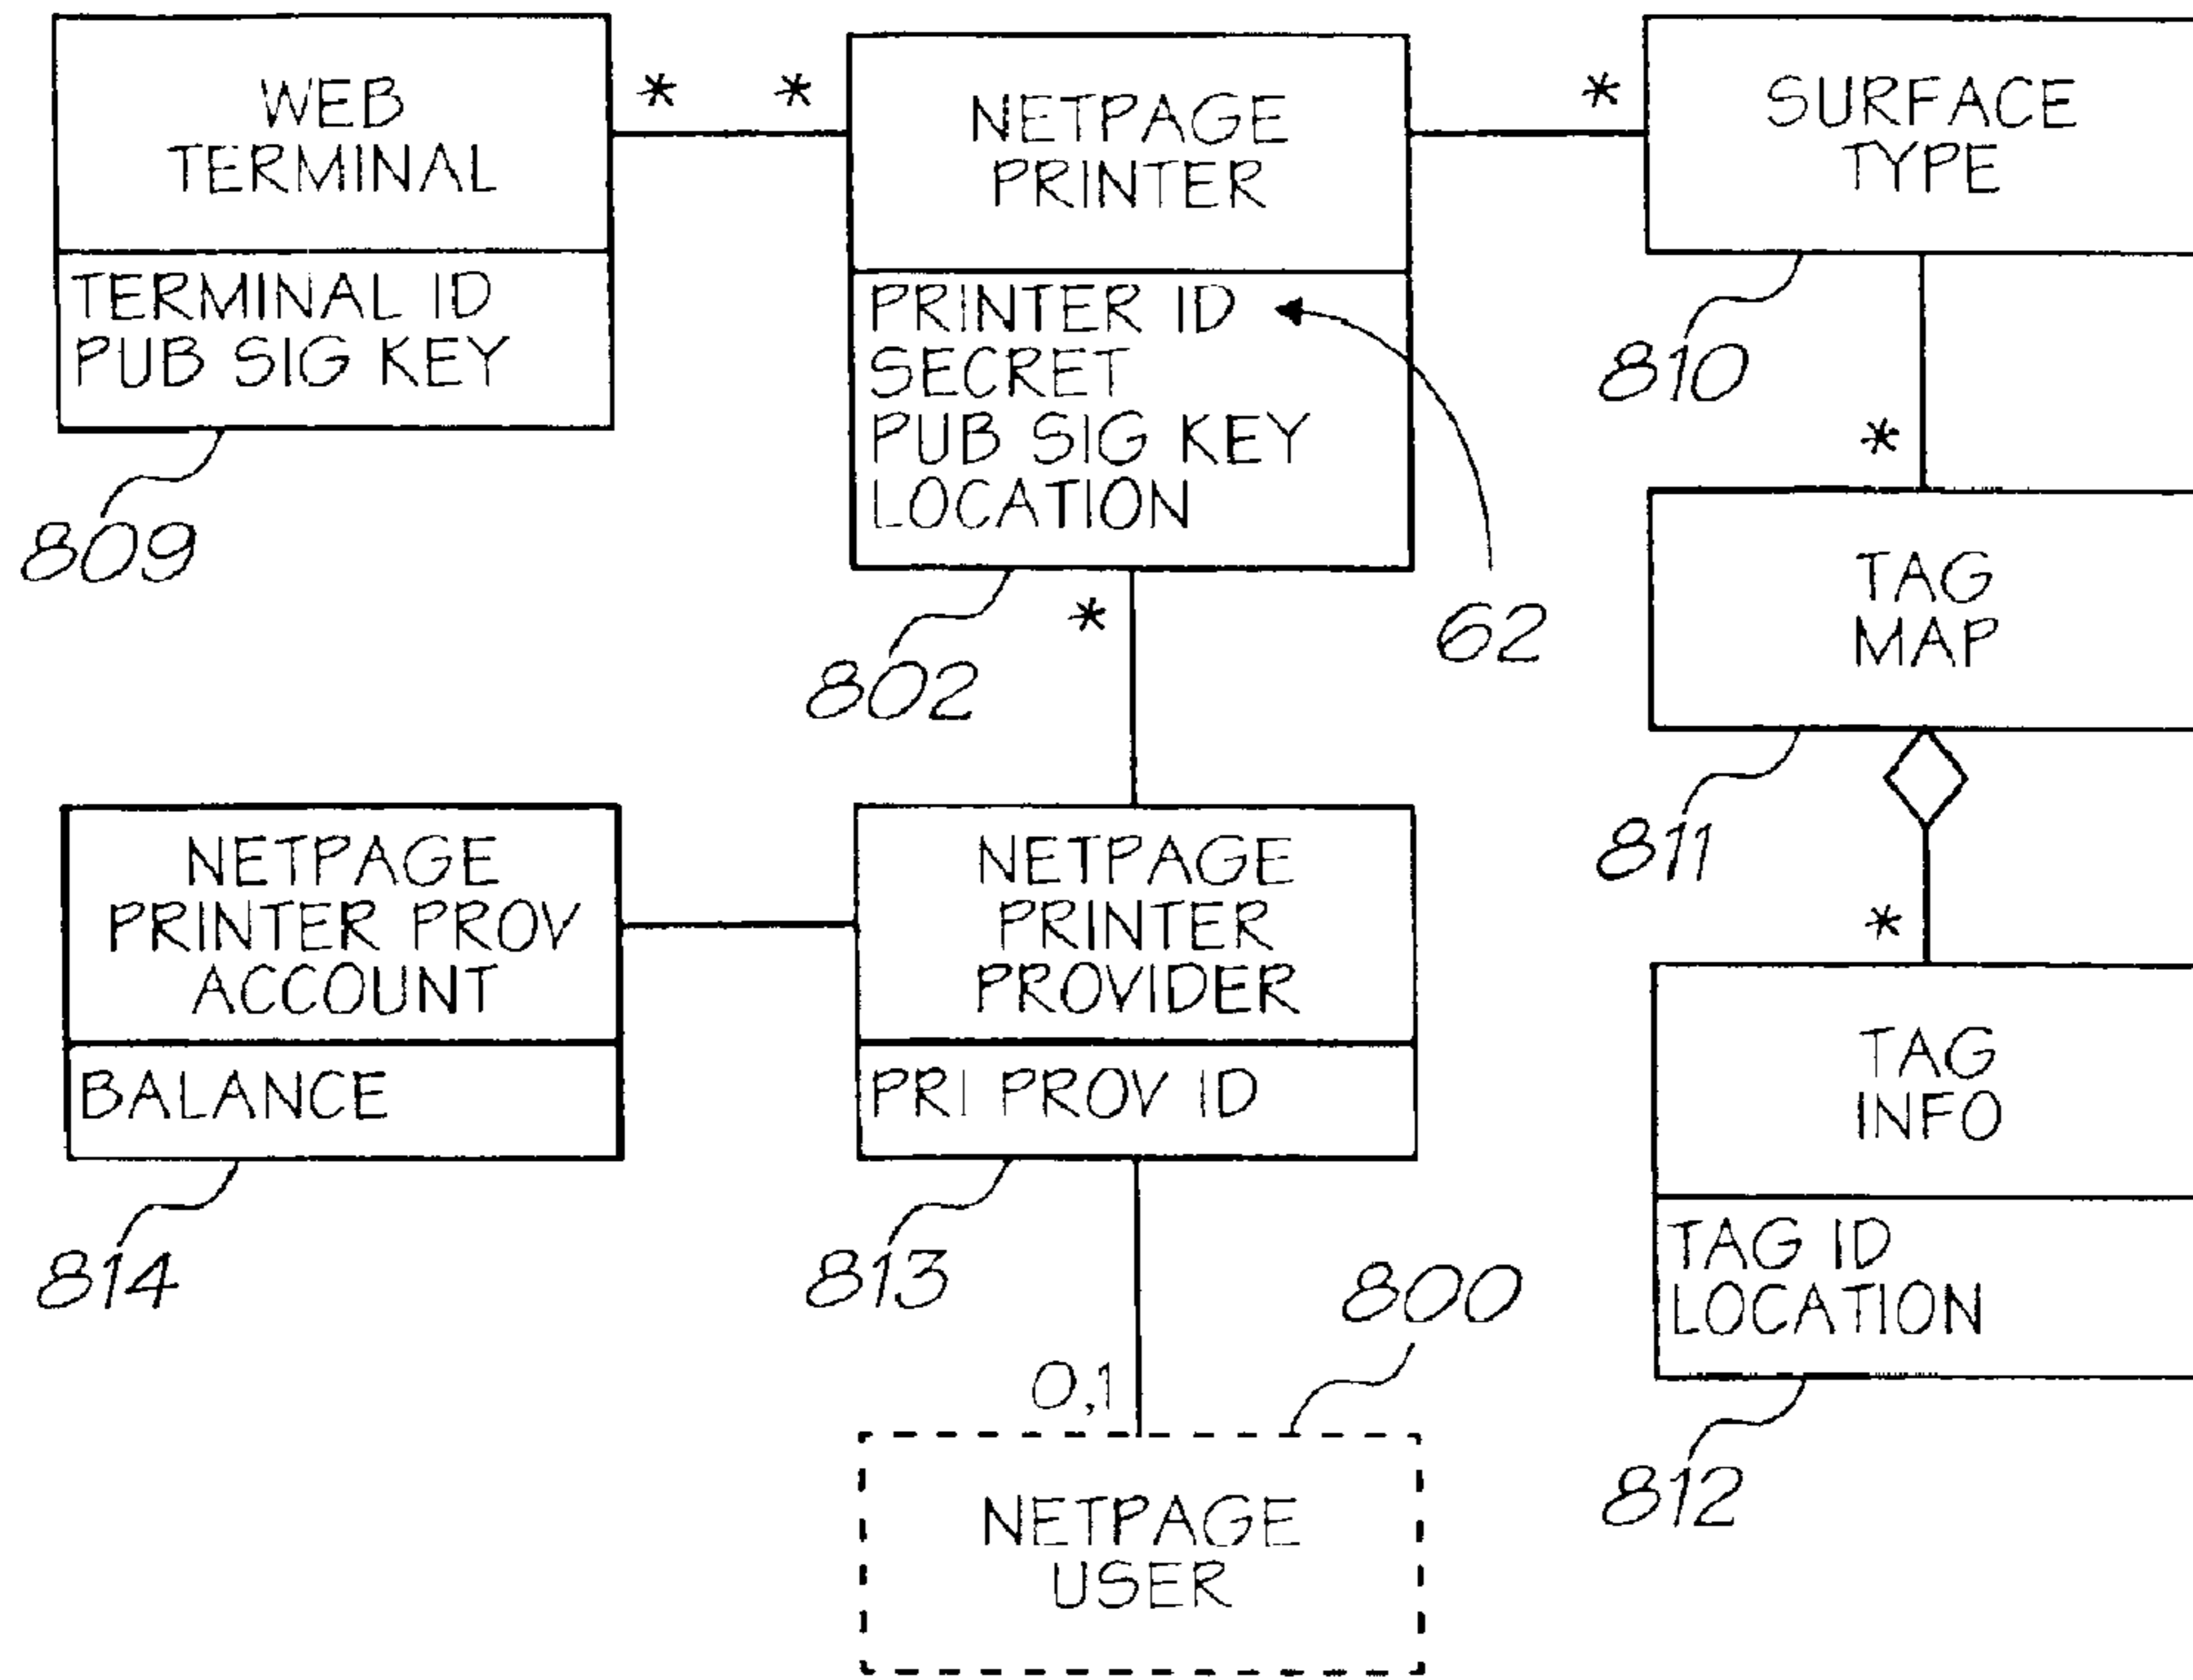 WEB
TERMINAL
* *
TERMINAL ID
PUB SIG KEY
809
NETPAGE
PRINTER
PRINTER ID
SECRET
PUB SIG KEY
LOCATION
62
802
*
*
SURFACE
TYPE
810
*
TAG
MAP
811
*
TAG
INFO
TAG ID
LOCATION
812
NETPAGE
PRINTER PROV
ACCOUNT
BALANCE
814
NETPAGE
PRINTER
PROVIDER
PRI PROV ID
813
800
0,1
NETPAGE
USER